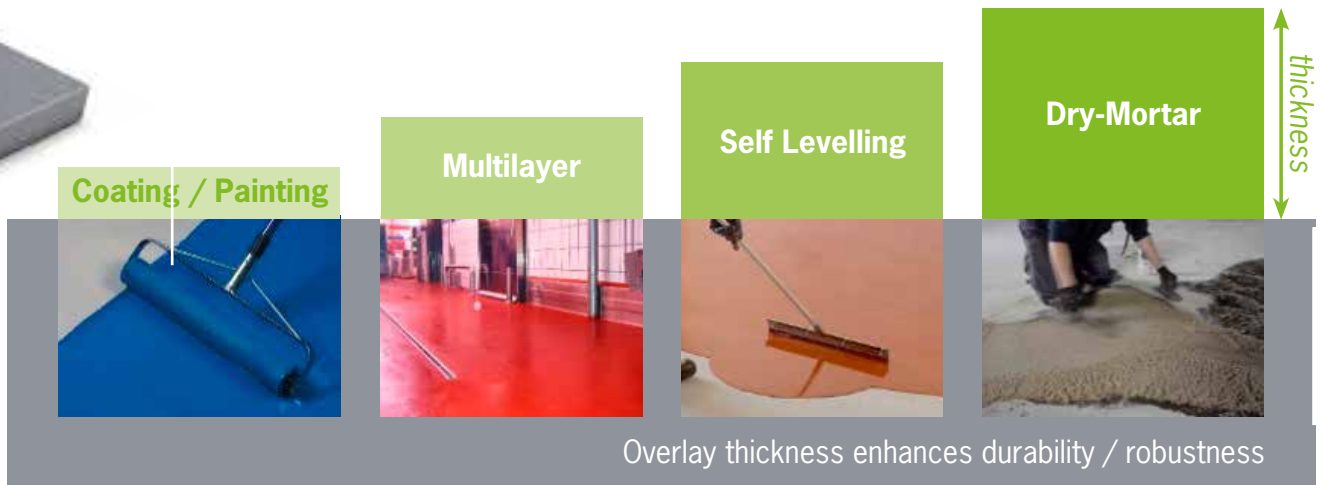 Coating / Painting
Multilayer
Self Levelling
Dry-Mortar
thickness
Overlay thickness enhances durability / robustness